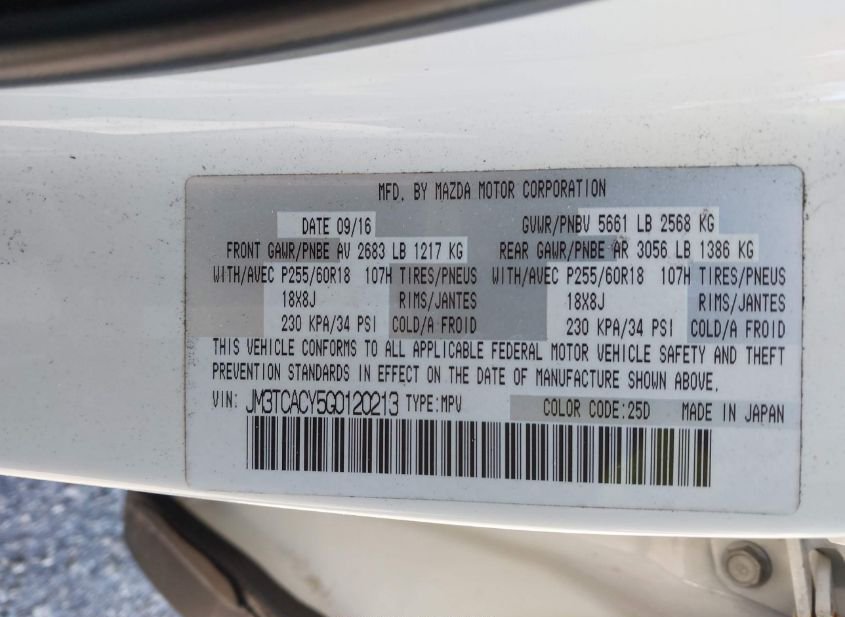 MFD. BY MAZDA MOTOR CORPORATION
DATE 09/16 GVWR/PNBV 5661 LB 2568 KG
FRONT GAWR/PNBE AV 2683 LB 1217 KG REAR GAWR/PNBE AR 3056 LB 1386 KG
WITH/AVEC P255/60R18 107H TIRES/PNEUS WITH/AVEC P255/60R18 107H TIRES/PNEUS
18X8J RIMS/JANTES 18X8J RIMS/JANTES
230 KPA/34 PSI COLD/A FROID 230 KPA/34 PSI COLD/A FROID
THIS VEHICLE CONFORMS TO ALL APPLICABLE FEDERAL MOTOR VEHICLE SAFETY AND THEFT
PREVENTION STANDARDS IN EFFECT ON THE DATE OF MANUFACTURE SHOWN ABOVE.
VIN: JM3TCACY5G0120213 TYPE:MPV COLOR CODE:25D MADE IN JAPAN